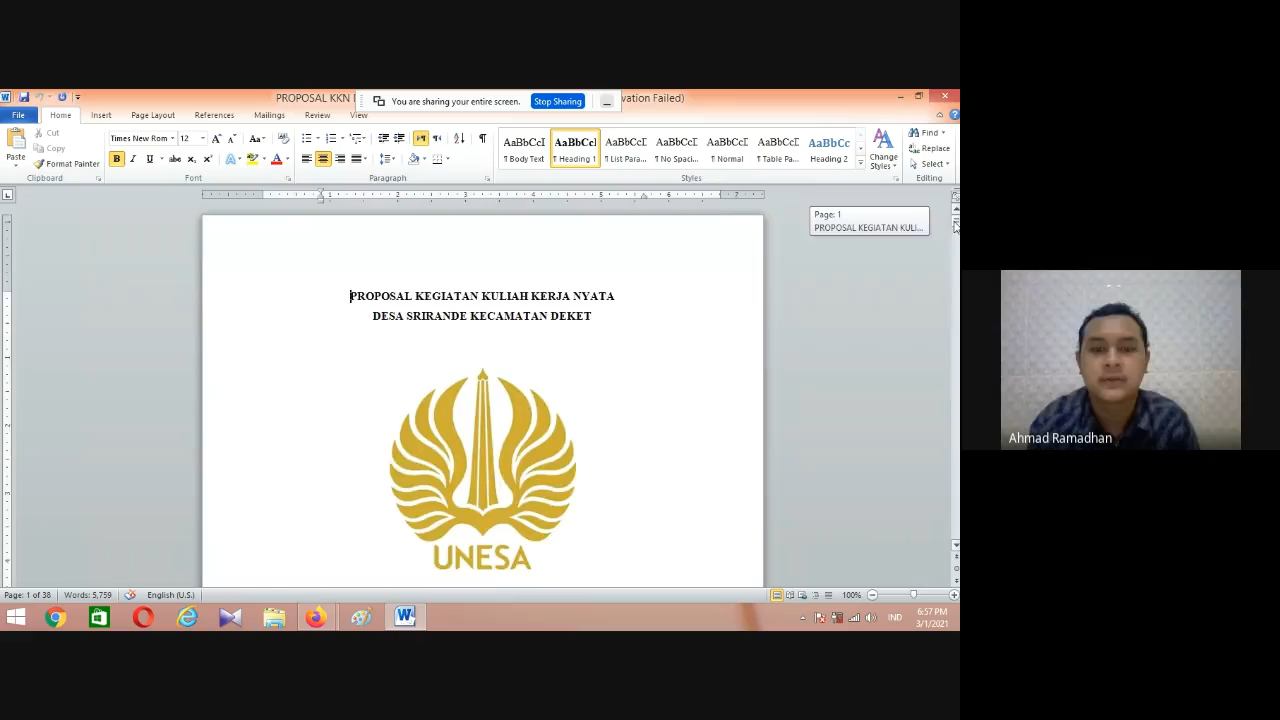 PROPOSAL KKN
You are sharing your entire screen.
Stop Sharing
vation Failed)
File
Home
Insert
Page Layout
References
Mailings
Review
View
Paste
Cut
Copy
Format Painter
Clipboard
Times New Rom
12
Font
Paragraph
AaBbCcI
¶ Body Text
AaBbCcI
¶ Heading 1
AaBbCcI
¶ List Para...
AaBbCcI
¶ No Spaci...
AaBbCcI
¶ Normal
AaBbCcI
¶ Table Pa...
AaBbCc
Heading 2
Change
Styles
Styles
Find
Replace
Select
Editing
Page: 1
PROPOSAL KEGIATAN KULI...
PROPOSAL KEGIATAN KULIAH KERJA NYATA
DESA SRIRANDE KECAMATAN DEKET
UNESA
Page: 1 of 38
Words: 5,759
English (U.S.)
100%
IND
6:57 PM
3/1/2021
Ahmad Ramadhan